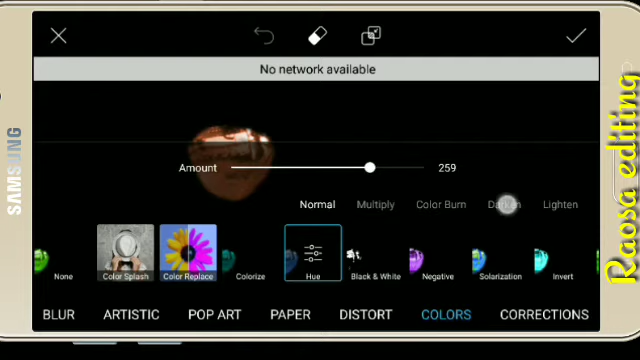 No network available
Amount 259
Normal Multiply Color Burn Darken Lighten
None Color Splash Color Replace Colorize Hue Black & White Negative Solarization Invert
BLUR ARTISTIC POP ART PAPER DISTORT COLORS CORRECTIONS
SAMSUNG
Raosa editing